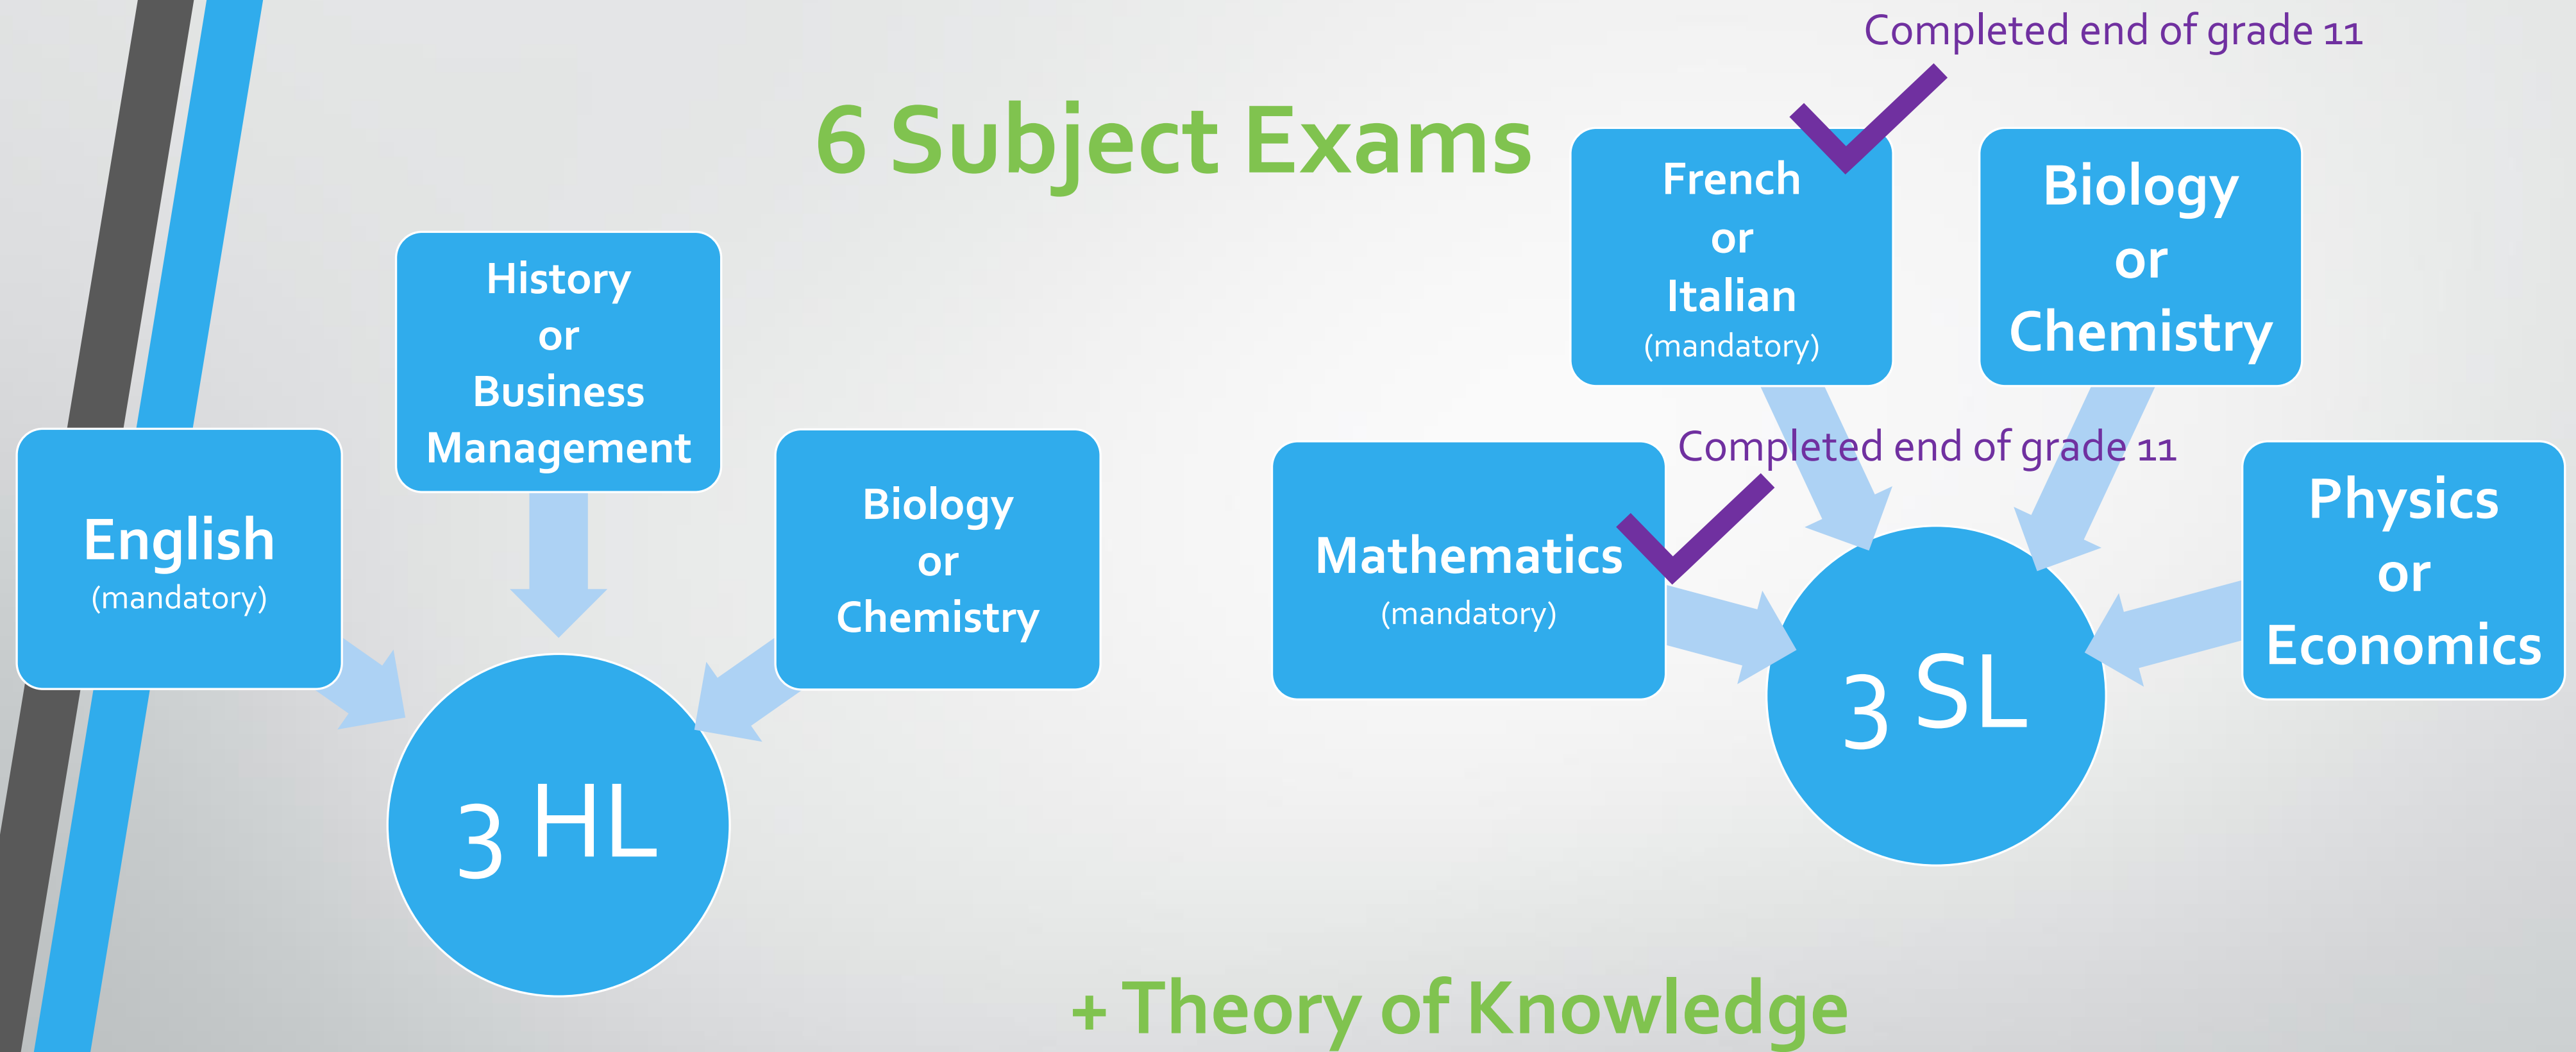 6 Subject Exams
English
(mandatory)
History
or
Business
Management
Biology
or
Chemistry
3 HL
Completed end of grade 11
French
or
Italian
(mandatory)
Biology
or
Chemistry
Completed end of grade 11
Mathematics
(mandatory)
Physics
or
Economics
3 SL
+ Theory of Knowledge